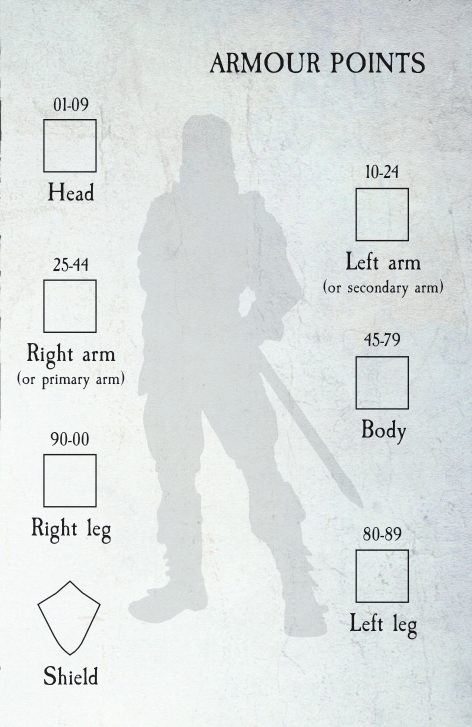 ARMOUR POINTS
01-09
Head
10-24
Left arm
(or secondary arm)
25-44
Right arm
(or primary arm)
45-79
Body
90-00
Right leg
80-89
Left leg
Shield